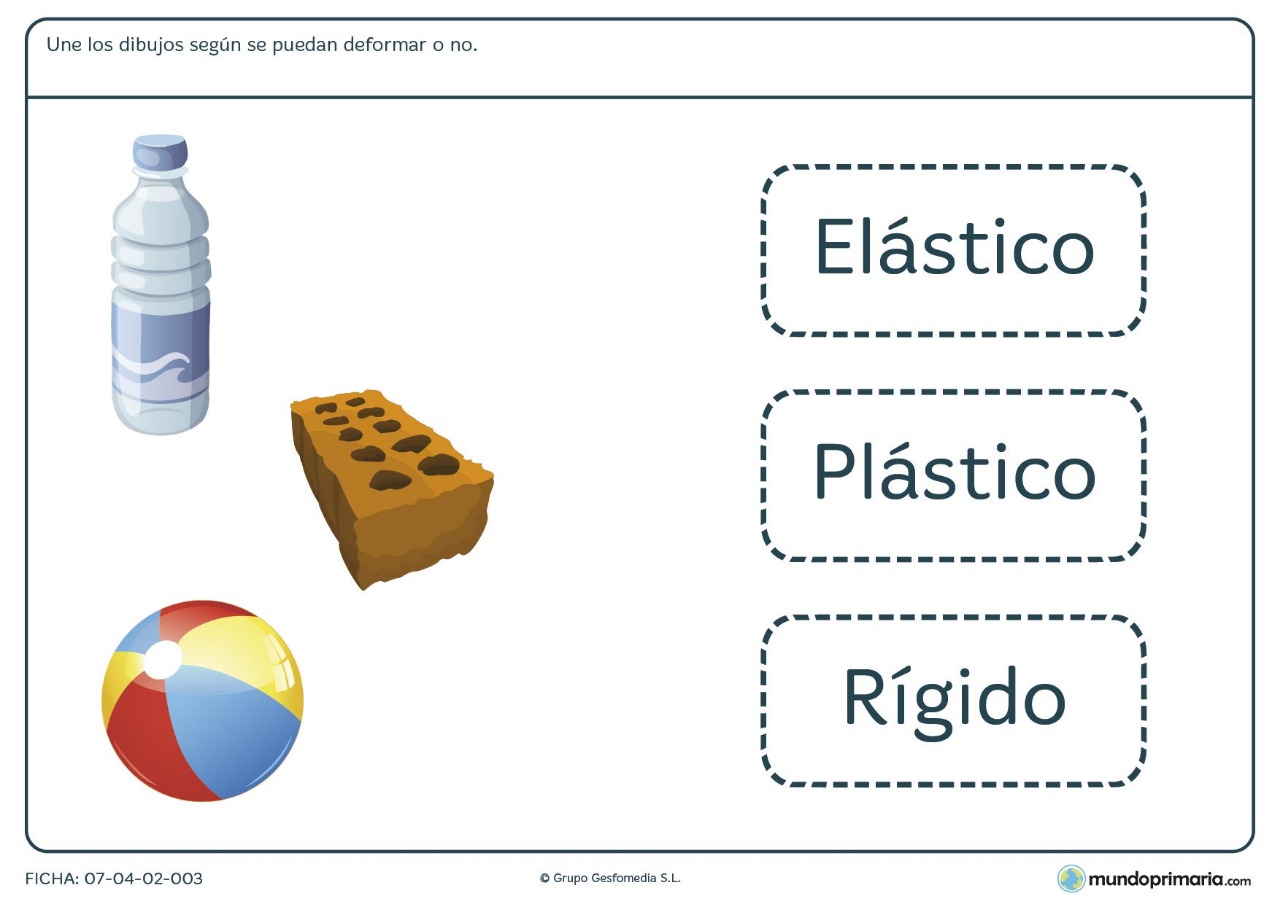 Une los dibujos según se puedan deformar o no.
Elástico
Plástico
Rígido
FICHA: 07-04-02-003
© Grupo Gesfomedia S.L.
mundoprimaria.com